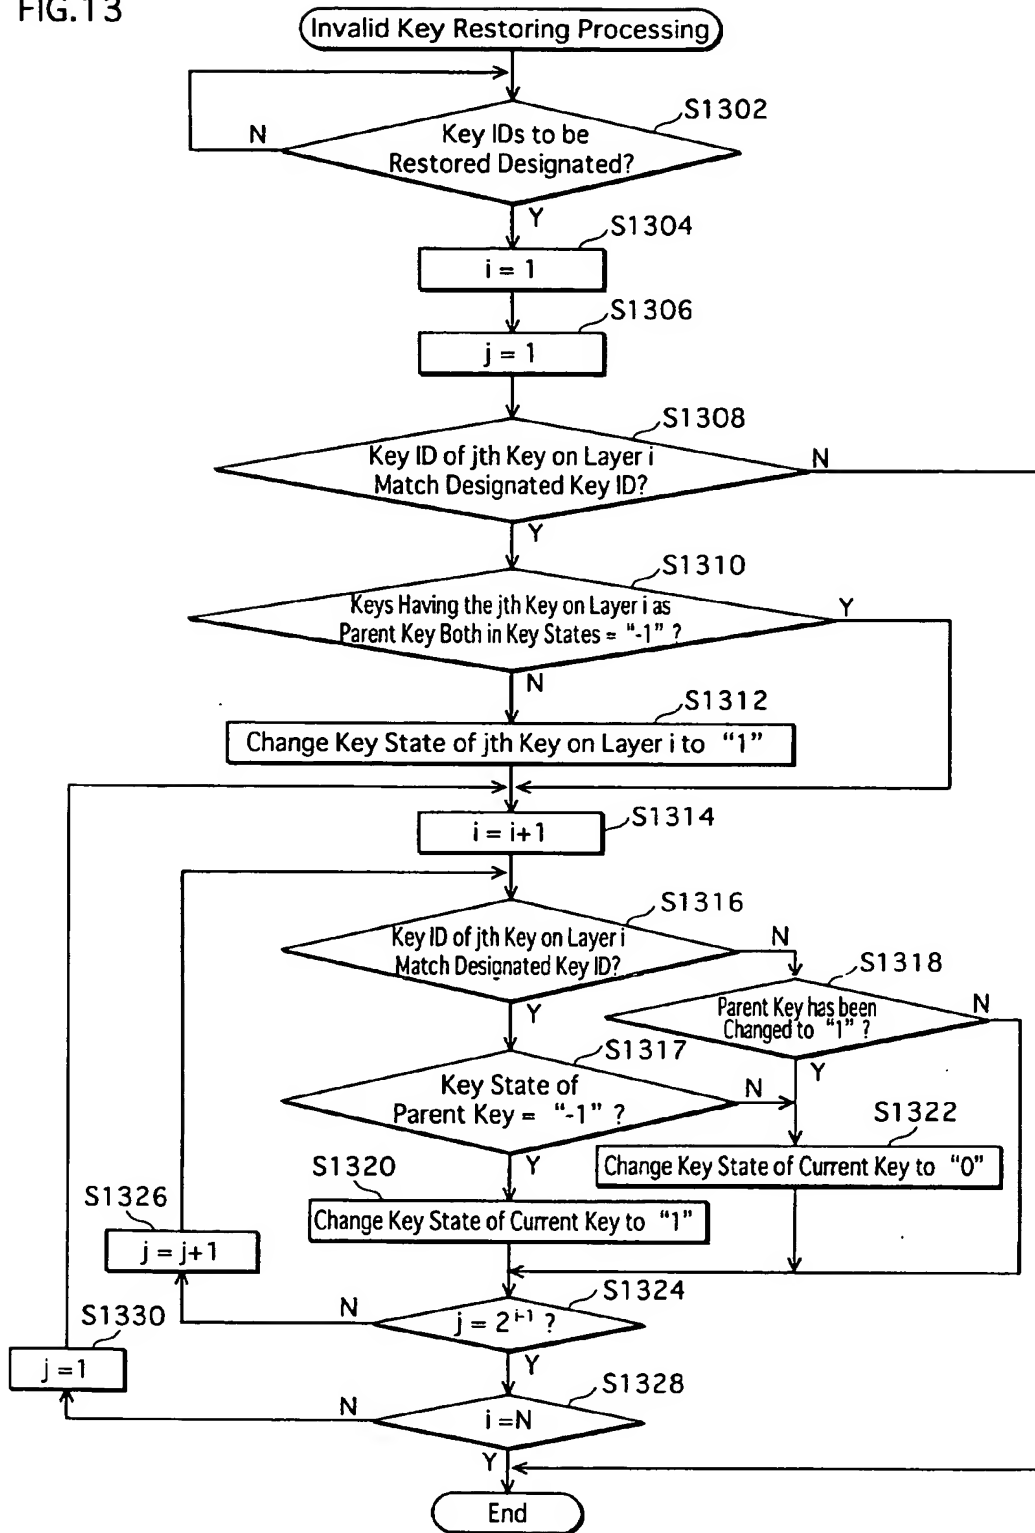 FIG.13
Invalid Key Restoring Processing
S1302
Key IDs to be
Restored Designated?
N
Y
S1304
i = 1
S1306
j = 1
S1308
Key ID of jth Key on Layer i
Match Designated Key ID?
N
Y
S1310
Keys Having the jth Key on Layer i as
Parent Key Both in Key States = "-1" ?
Y
N
S1312
Change Key State of jth Key on Layer i to "1"
S1314
i = i+1
S1316
Key ID of jth Key on Layer i
Match Designated Key ID?
N
Y
S1318
Parent Key has been
Changed to "1" ?
N
Y
S1317
Key State of
Parent Key = "-1" ?
N
Y
S1322
Change Key State of Current Key to "0"
S1320
Change Key State of Current Key to "1"
S1326
j = j+1
S1324
j = 2^{i-1} ?
N
Y
S1330
j =1
S1328
i =N
N
Y
End